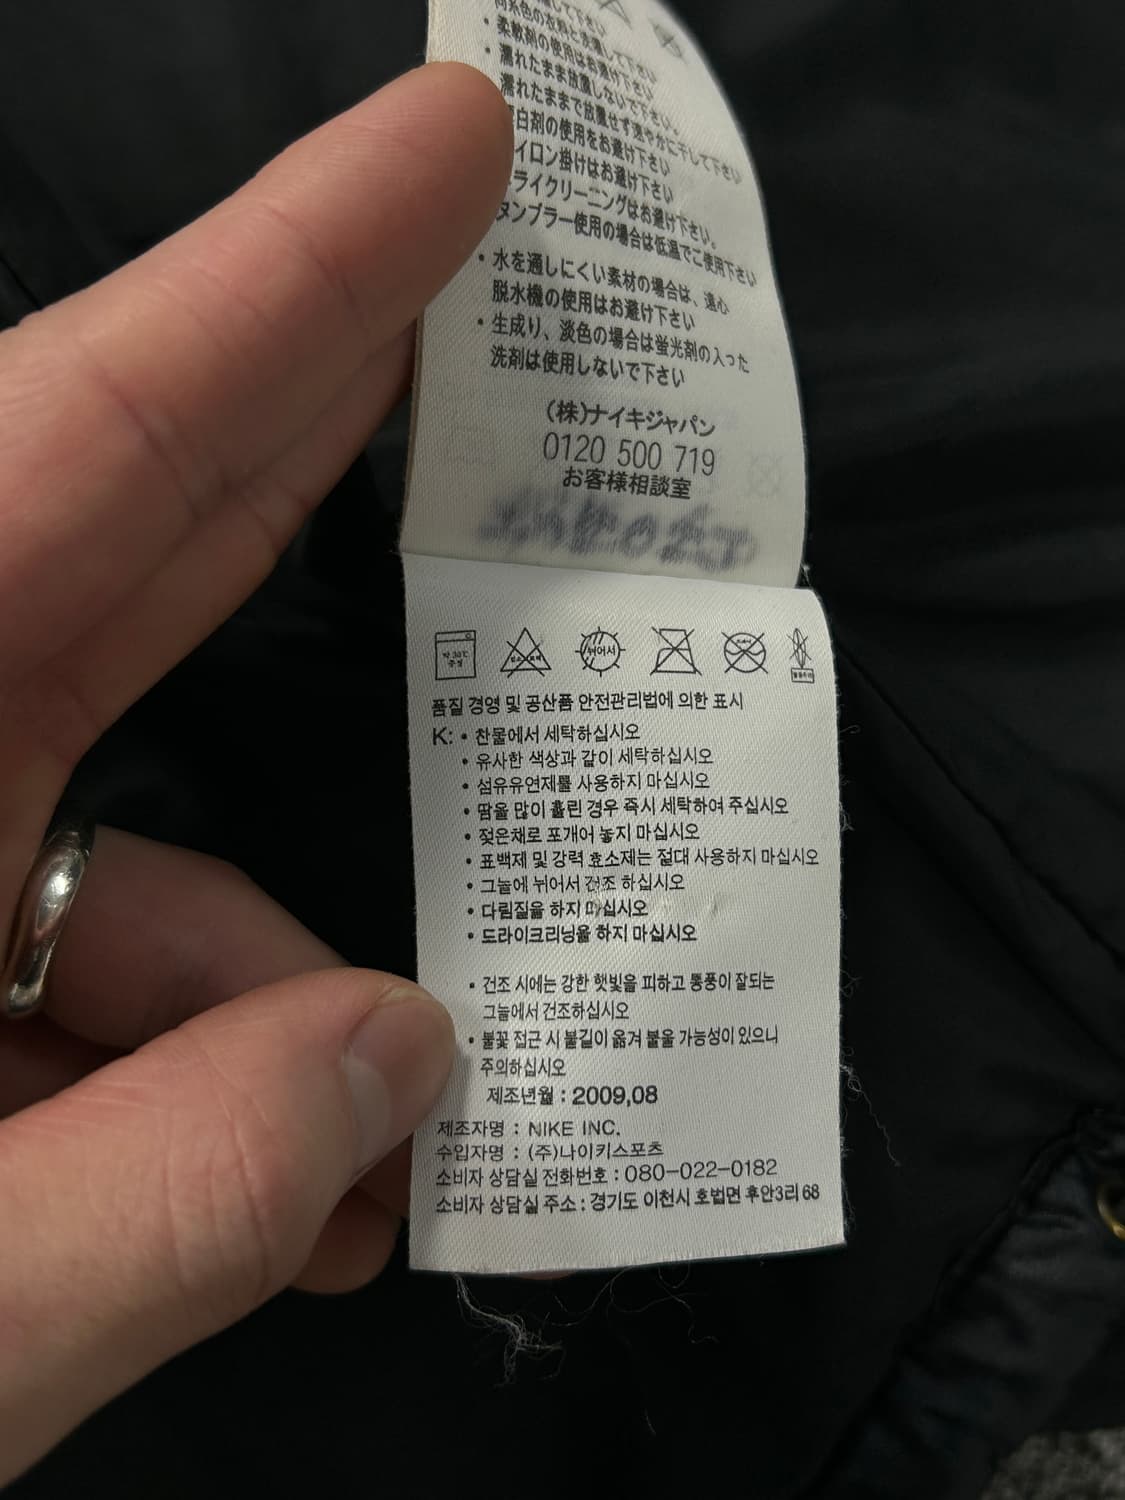 同系色の衣料と洗濯して下さい
・柔軟剤の使用はお避け下さい
・濡れたまま放置しないで下さい。
濡れたままで放置せず速やかに干して下さい
白剤の使用をお避け下さい
イロン掛けはお避け下さい
ライクリーニングはお避け下さい。
タンブラー使用の場合は低温でご使用下さい
・水を通しにくい素材の場合は、遠心
脱水機の使用はお避け下さい
・生成り、淡色の場合は蛍光剤の入った
洗剤は使用しないで下さい
(株)ナイキジャパン
0120 500 719
お客様相談室
약 30℃ 중성
뉘어서
품질 경영 및 공산품 안전관리법에 의한 표시
K: • 찬물에서 세탁하십시오
• 유사한 색상과 같이 세탁하십시오
• 섬유유연제를 사용하지 마십시오
• 땀을 많이 흘린 경우 즉시 세탁하여 주십시오
• 젖은채로 포개어 놓지 마십시오
• 표백제 및 강력 효소제는 절대 사용하지 마십시오
• 그늘에 뉘어서 건조 하십시오
• 다림질을 하지 마십시오
• 드라이크리닝을 하지 마십시오
• 건조 시에는 강한 햇빛을 피하고 통풍이 잘되는
그늘에서 건조하십시오
• 불꽃 접근 시 불길이 옮겨 붙을 가능성이 있으니
주의하십시오
제조년월 : 2009,08
제조자명 : NIKE INC.
수입자명 : (주)나이키스포츠
소비자 상담실 전화번호 : 080-022-0182
소비자 상담실 주소 : 경기도 이천시 호법면 후안3리 68